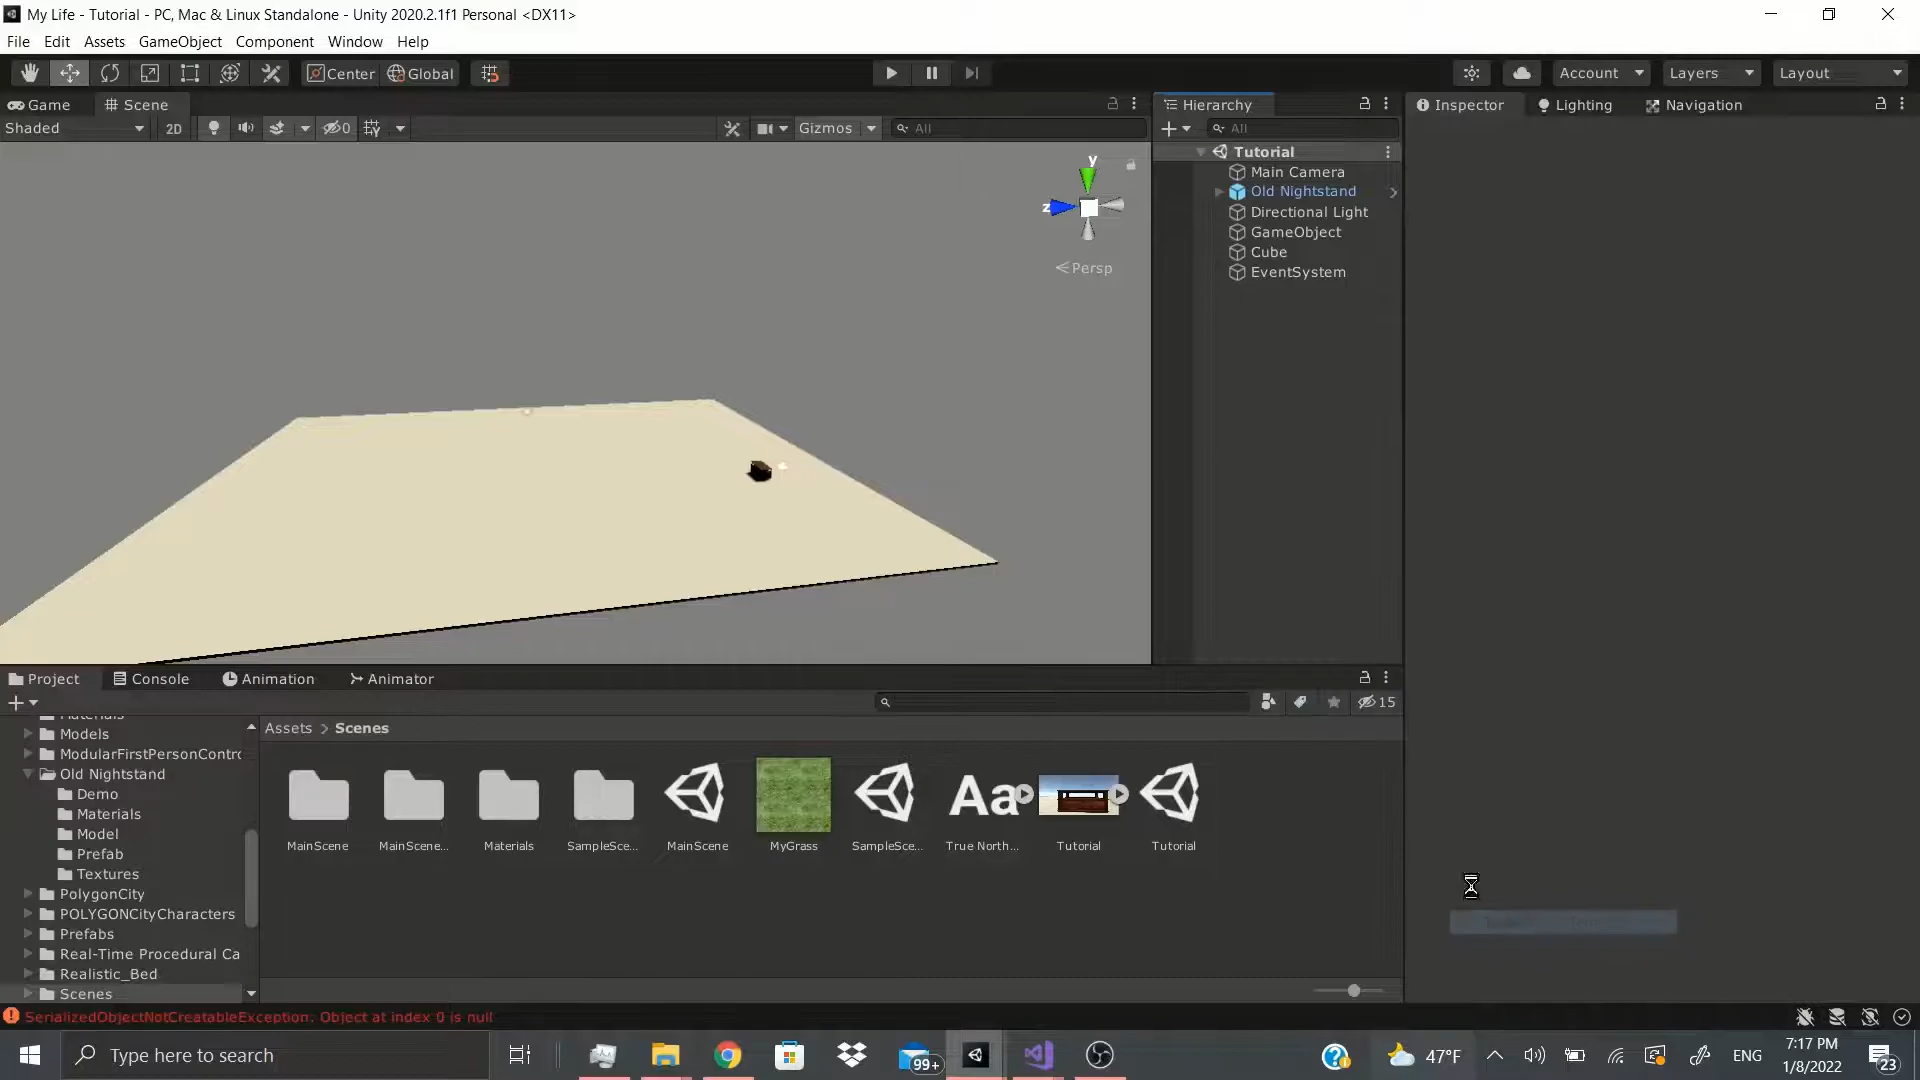 My Life - Tutorial - PC, Mac & Linux Standalone - Unity 2020.2.1f1 Personal <DX11>
File Edit Assets GameObject Component Window Help
Center Global Account Layers Layout
Game Scene Hierarchy Inspector Lighting Navigation
Shaded 2D 0 Gizmos All All
Tutorial
Main Camera
Old Nightstand
Directional Light
GameObject
Cube
EventSystem
y
z
Persp
Project Console Animation Animator
15
Materials
Models
ModularFirstPersonContro
Old Nightstand
Demo
Materials
Model
Prefab
Textures
PolygonCity
POLYGONCityCharacters
Prefabs
Real-Time Procedural Ca
Realistic_Bed
Scenes
Assets > Scenes
Aa
MainScene MainScene... Materials SampleSce... MainScene MyGrass SampleSce... True North... Tutorial Tutorial
SerializedObjectNotCreatableException: Object at index 0 is null
Type here to search 99+ 47°F ENG 7:17 PM
1/8/2022 23